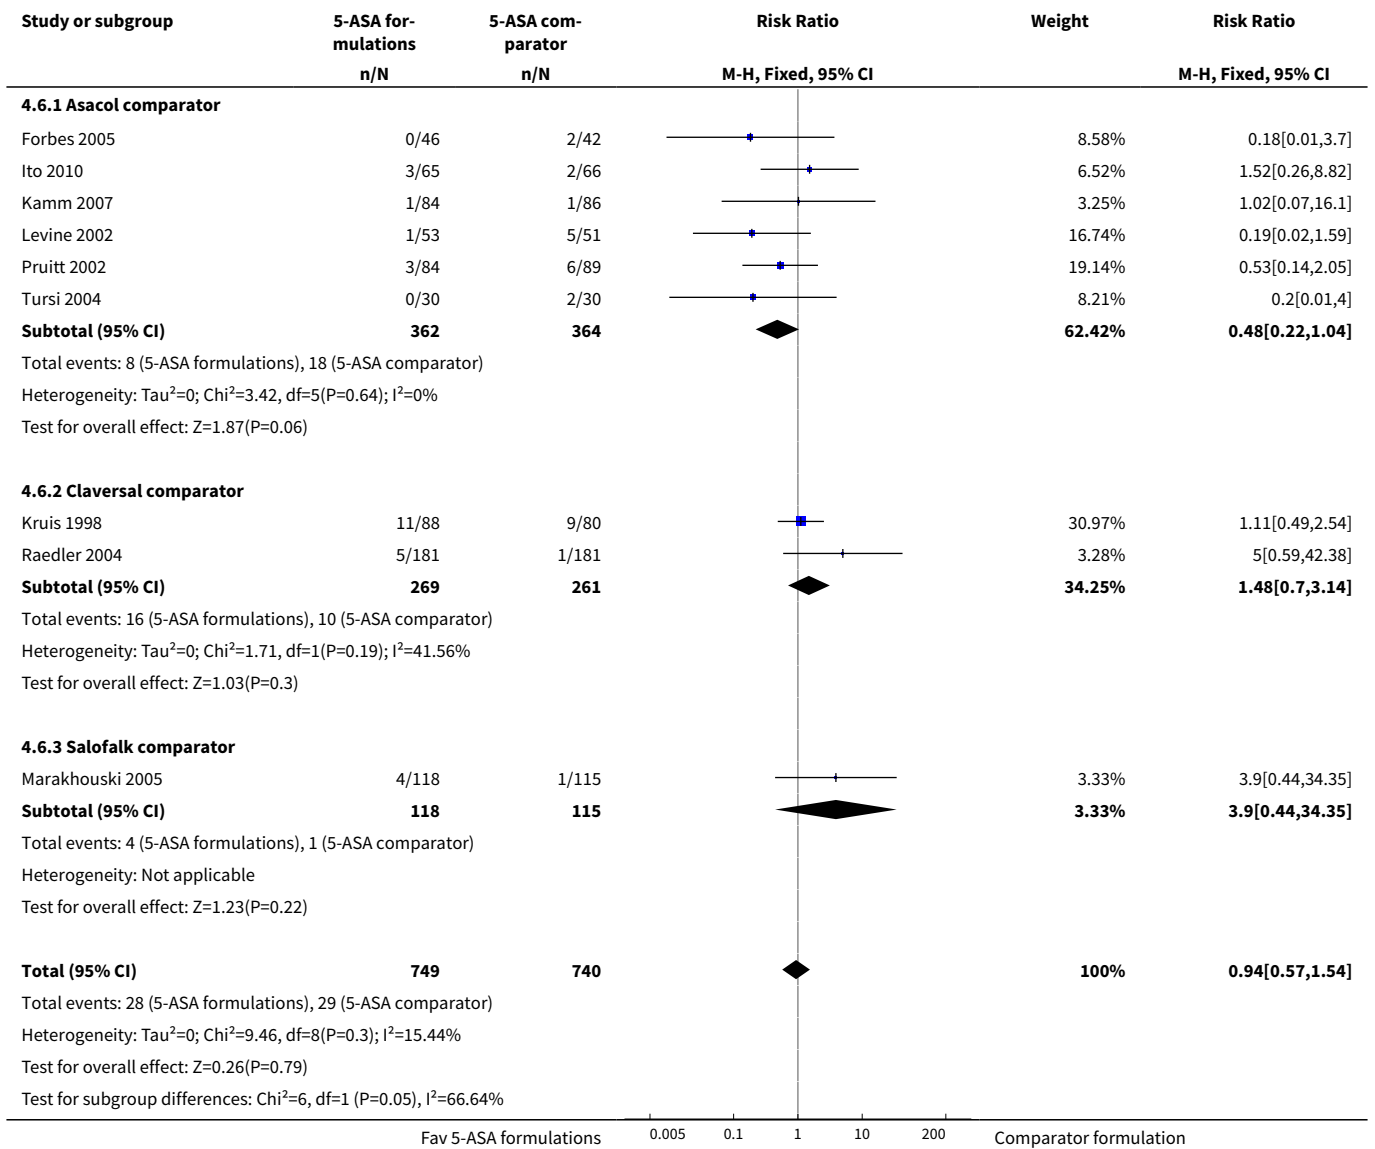 Study or subgroup 5-ASA for- 5-ASA com- Risk Ratio Weight Risk Ratio
mulations parator
n/N n/N M-H, Fixed, 95% CI M-H, Fixed, 95% CI
4.6.1 Asacol comparator
Forbes 2005 0/46 2/42 8.58% 0.18[0.01,3.7]
Ito 2010 3/65 2/66 6.52% 1.52[0.26,8.82]
Kamm 2007 1/84 1/86 3.25% 1.02[0.07,16.1]
Levine 2002 1/53 5/51 16.74% 0.19[0.02,1.59]
Pruitt 2002 3/84 6/89 19.14% 0.53[0.14,2.05]
Tursi 2004 0/30 2/30 8.21% 0.2[0.01,4]
Subtotal (95% CI) 362 364 62.42% 0.48[0.22,1.04]
Total events: 8 (5-ASA formulations), 18 (5-ASA comparator)
Heterogeneity: Tau²=0; Chi²=3.42, df=5(P=0.64); I²=0%
Test for overall effect: Z=1.87(P=0.06)
4.6.2 Claversal comparator
Kruis 1998 11/88 9/80 30.97% 1.11[0.49,2.54]
Raedler 2004 5/181 1/181 3.28% 5[0.59,42.38]
Subtotal (95% CI) 269 261 34.25% 1.48[0.7,3.14]
Total events: 16 (5-ASA formulations), 10 (5-ASA comparator)
Heterogeneity: Tau²=0; Chi²=1.71, df=1(P=0.19); I²=41.56%
Test for overall effect: Z=1.03(P=0.3)
4.6.3 Salofalk comparator
Marakhouski 2005 4/118 1/115 3.33% 3.9[0.44,34.35]
Subtotal (95% CI) 118 115 3.33% 3.9[0.44,34.35]
Total events: 4 (5-ASA formulations), 1 (5-ASA comparator)
Heterogeneity: Not applicable
Test for overall effect: Z=1.23(P=0.22)
Total (95% CI) 749 740 100% 0.94[0.57,1.54]
Total events: 28 (5-ASA formulations), 29 (5-ASA comparator)
Heterogeneity: Tau²=0; Chi²=9.46, df=8(P=0.3); I²=15.44%
Test for overall effect: Z=0.26(P=0.79)
Test for subgroup differences: Chi²=6, df=1 (P=0.05), I²=66.64%
Fav 5-ASA formulations 0.005 0.1 1 10 200 Comparator formulation